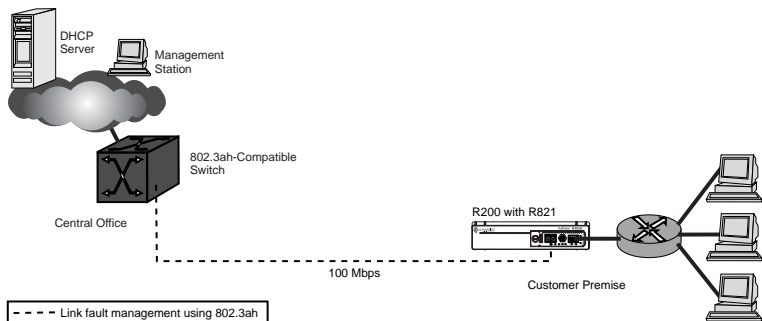 DHCP
Server
Management
Station
802.3ah-Compatible
Switch
Central Office
R200 with R821
100 Mbps
Customer Premise
Link fault management using 802.3ah